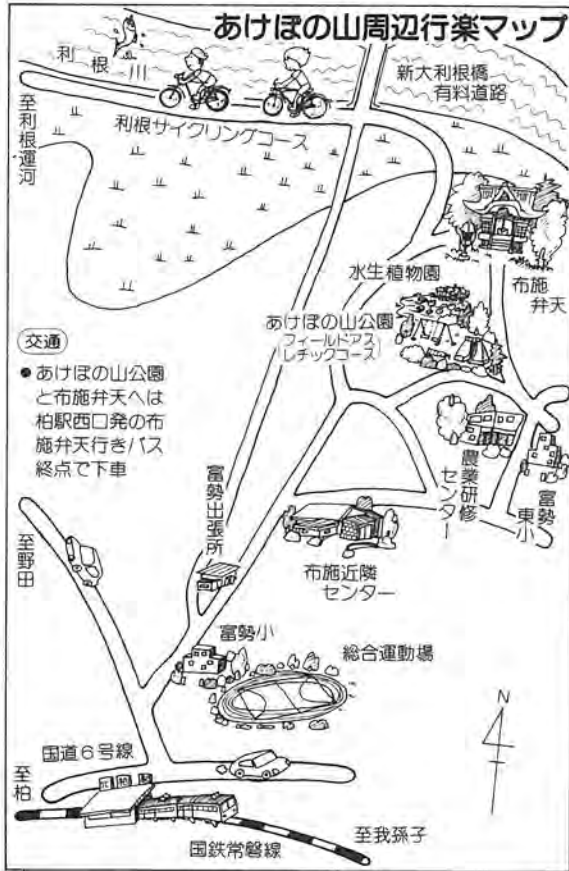 あけぼの山周辺行楽マップ
利根川
新大利根橋
有料道路
至利根運河
利根サイクリングコース
水生植物園
布施
弁天
あけぼの山公園
フィールドアス
レチックコース
交通
●あけぼの山公園
と布施弁天へは
柏駅西口発の布
施弁天行きバス
終点で下車
農業研修
センター
富勢
東小
富勢出張所
布施近隣
センター
至野田
富勢小
総合運動場
N
国道6号線
北柏駅
至柏
国鉄常磐線
至我孫子